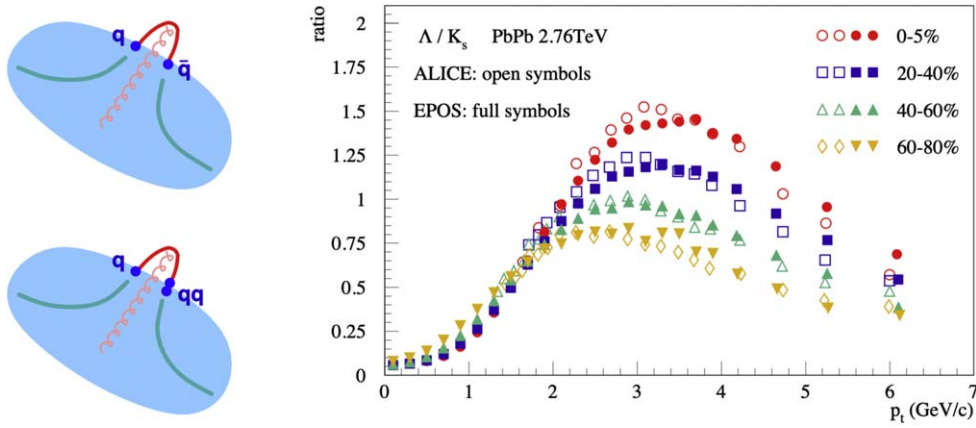 q
q̄
q
qq
ratio
2
1.75
1.5
1.25
1
0.75
0.5
0.25
0
Λ / Kₛ PbPb 2.76TeV
ALICE: open symbols
EPOS: full symbols
0-5%
20-40%
40-60%
60-80%
0 1 2 3 4 5 6 7
pₜ (GeV/c)